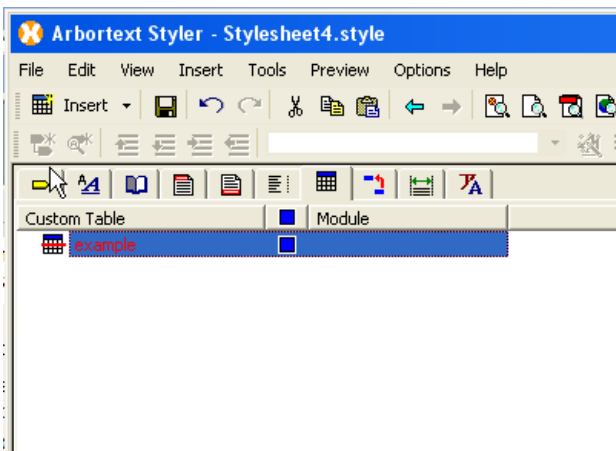 Arbortext Styler - Stylesheet4.style
File Edit View Insert Tools Preview Options Help
Insert
Custom Table Module
example